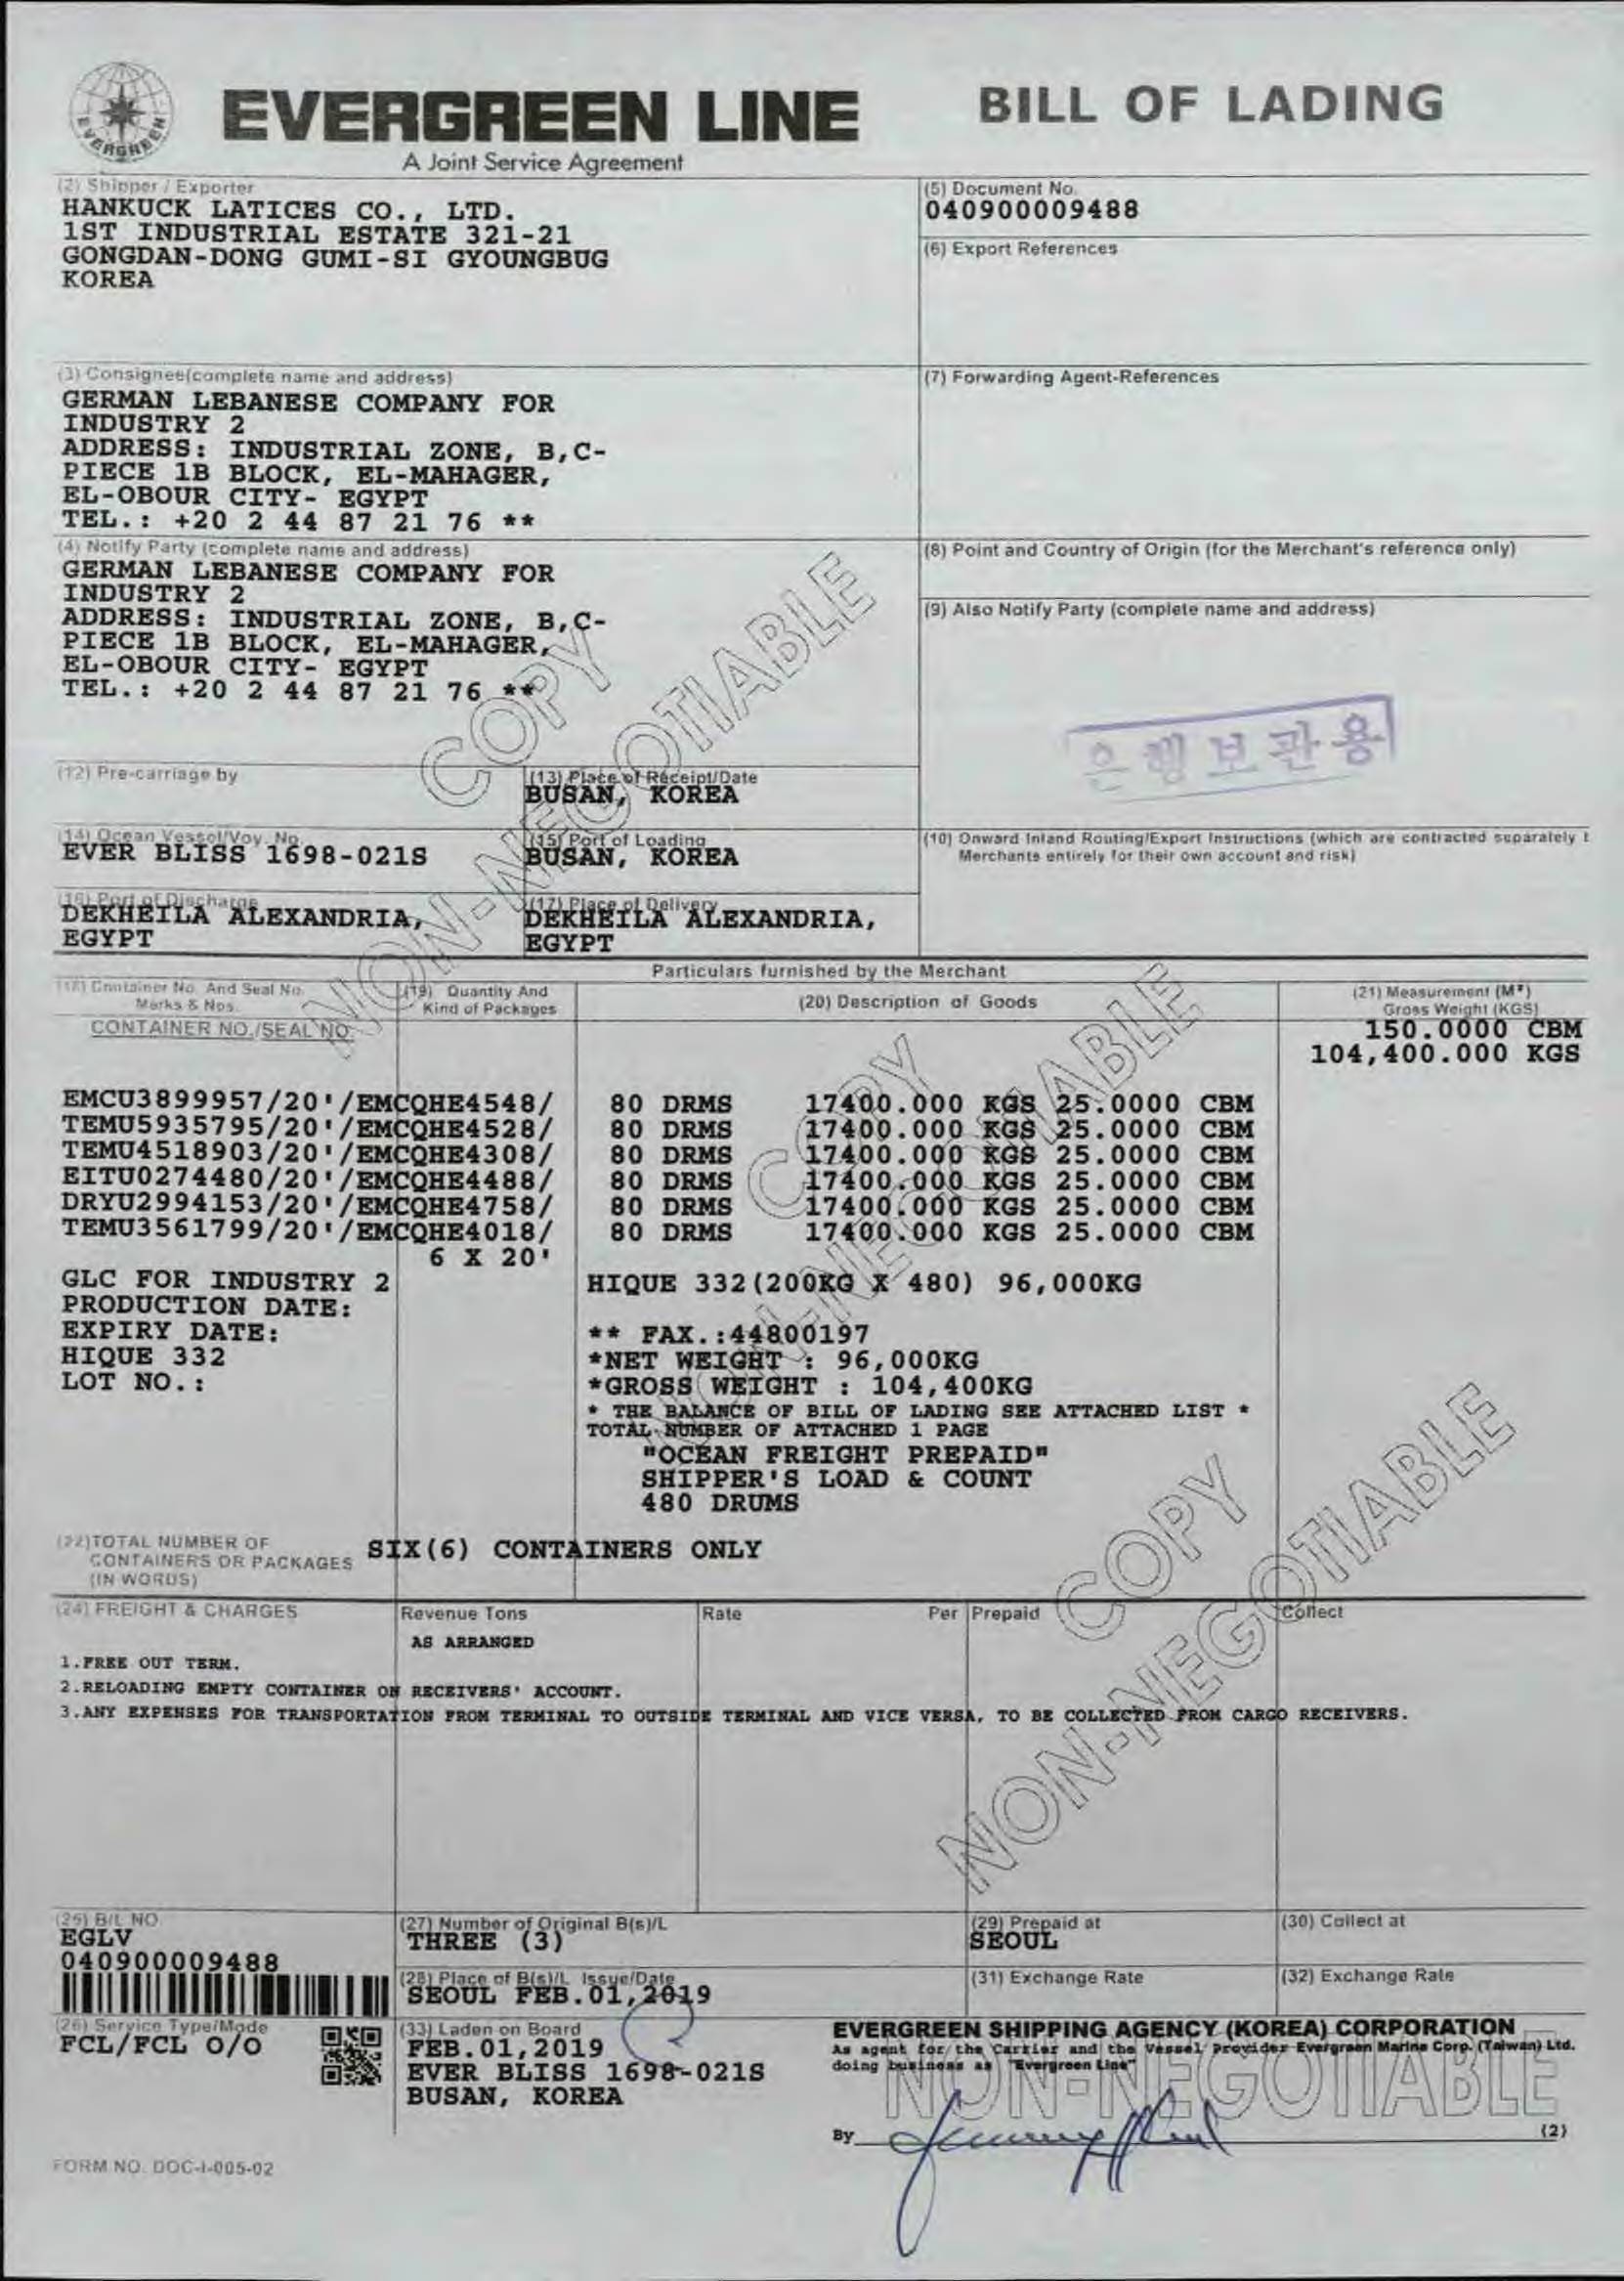 EVERGREEN
EVERGREEN LINE
A Joint Service Agreement
BILL OF LADING
(2) Shipper / Exporter
HANKUCK LATICES CO., LTD.
1ST INDUSTRIAL ESTATE 321-21
GONGDAN-DONG GUMI-SI GYOUNGBUG
KOREA
(5) Document No.
040900009488
(6) Export References
(3) Consignee(complete name and address)
GERMAN LEBANESE COMPANY FOR
INDUSTRY 2
ADDRESS: INDUSTRIAL ZONE, B,C-
PIECE 1B BLOCK, EL-MAHAGER,
EL-OBOUR CITY- EGYPT
TEL.: +20 2 44 87 21 76 **
(7) Forwarding Agent-References
(4) Notify Party (complete name and address)
GERMAN LEBANESE COMPANY FOR
INDUSTRY 2
ADDRESS: INDUSTRIAL ZONE, B,C-
PIECE 1B BLOCK, EL-MAHAGER,
EL-OBOUR CITY- EGYPT
TEL.: +20 2 44 87 21 76 **
(8) Point and Country of Origin (for the Merchant's reference only)
(9) Also Notify Party (complete name and address)
은행보관용
COPY
NON-NEGOTIABLE
(12) Pre-carriage by
(13) Place of Receipt/Date
BUSAN, KOREA
(14) Ocean Vessel/Voy. No.
EVER BLISS 1698-021S
(15) Port of Loading
BUSAN, KOREA
(10) Onward Inland Routing/Export Instructions (which are contracted separately
Merchants entirely for their own account and risk)
(16) Port of Discharge
DEKHEILA ALEXANDRIA,
EGYPT
(17) Place of Delivery
DEKHEILA ALEXANDRIA,
EGYPT
Particulars furnished by the Merchant
(18) Container No. And Seal No.
Marks & Nos.
(19) Quantity And
Kind of Packages
(20) Description of Goods
(21) Measurement (M³)
Gross Weight (KGS)
CONTAINER NO./SEAL NO.
150.0000 CBM
104,400.000 KGS
EMCU3899957/20'/EMCQHE4548/ 80 DRMS 17400.000 KGS 25.0000 CBM
TEMU5935795/20'/EMCQHE4528/ 80 DRMS 17400.000 KGS 25.0000 CBM
TEMU4518903/20'/EMCQHE4308/ 80 DRMS 17400.000 KGS 25.0000 CBM
EITU0274480/20'/EMCQHE4488/ 80 DRMS 17400.000 KGS 25.0000 CBM
DRYU2994153/20'/EMCQHE4758/ 80 DRMS 17400.000 KGS 25.0000 CBM
TEMU3561799/20'/EMCQHE4018/ 80 DRMS 17400.000 KGS 25.0000 CBM
6 X 20'
GLC FOR INDUSTRY 2
PRODUCTION DATE:
EXPIRY DATE:
HIQUE 332
LOT NO.:
HIQUE 332(200KG X 480) 96,000KG
** FAX.:44800197
*NET WEIGHT : 96,000KG
*GROSS WEIGHT : 104,400KG
* THE BALANCE OF BILL OF LADING SEE ATTACHED LIST *
TOTAL NUMBER OF ATTACHED 1 PAGE
"OCEAN FREIGHT PREPAID"
SHIPPER'S LOAD & COUNT
480 DRUMS
COPY
NON-NEGOTIABLE
(22)TOTAL NUMBER OF
CONTAINERS OR PACKAGES
(IN WORDS)
SIX(6) CONTAINERS ONLY
(24) FREIGHT & CHARGES
Revenue Tons
Rate
Per
Prepaid
Collect
AS ARRANGED
1.FREE OUT TERM.
2.RELOADING EMPTY CONTAINER ON RECEIVERS' ACCOUNT.
3.ANY EXPENSES FOR TRANSPORTATION FROM TERMINAL TO OUTSIDE TERMINAL AND VICE VERSA, TO BE COLLECTED FROM CARGO RECEIVERS.
COPY
NON-NEGOTIABLE
(25) B/L NO
EGLV
040900009488
(27) Number of Original B(s)/L
THREE (3)
(29) Prepaid at
SEOUL
(30) Collect at
(28) Place of B(s)/L Issue/Date
SEOUL FEB.01,2019
(31) Exchange Rate
(32) Exchange Rate
(26) Service Type/Mode
FCL/FCL O/O
(33) Laden on Board
FEB.01,2019
EVER BLISS 1698-021S
BUSAN, KOREA
EVERGREEN SHIPPING AGENCY (KOREA) CORPORATION
As agent for the Carrier and the Vessel Provider Evergreen Marine Corp. (Taiwan) Ltd.
doing business as "Evergreen Line"
NON-NEGOTIABLE
By
(2)
FORM NO. DOC-I-005-02